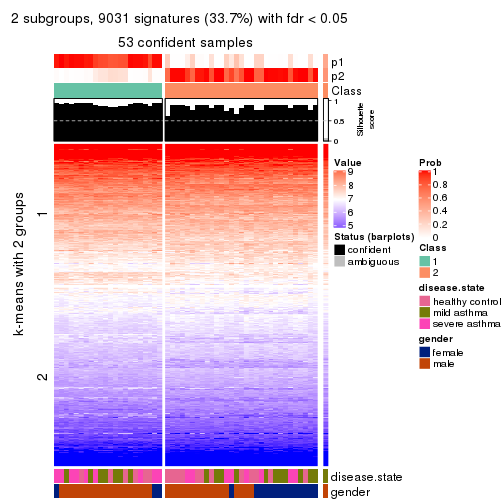 2 subgroups, 9031 signatures (33.7%) with fdr < 0.05
53 confident samples
p1
p2
Class
1
0.5
0
Silhouette
score
k-means with 2 groups
1
2
Value
9
8
7
6
5
Status (barplots)
confident
ambiguous
Prob
1
0.8
0.6
0.4
0.2
0
Class
1
2
disease.state
healthy control
mild asthma
severe asthma
gender
female
male
disease.state
gender